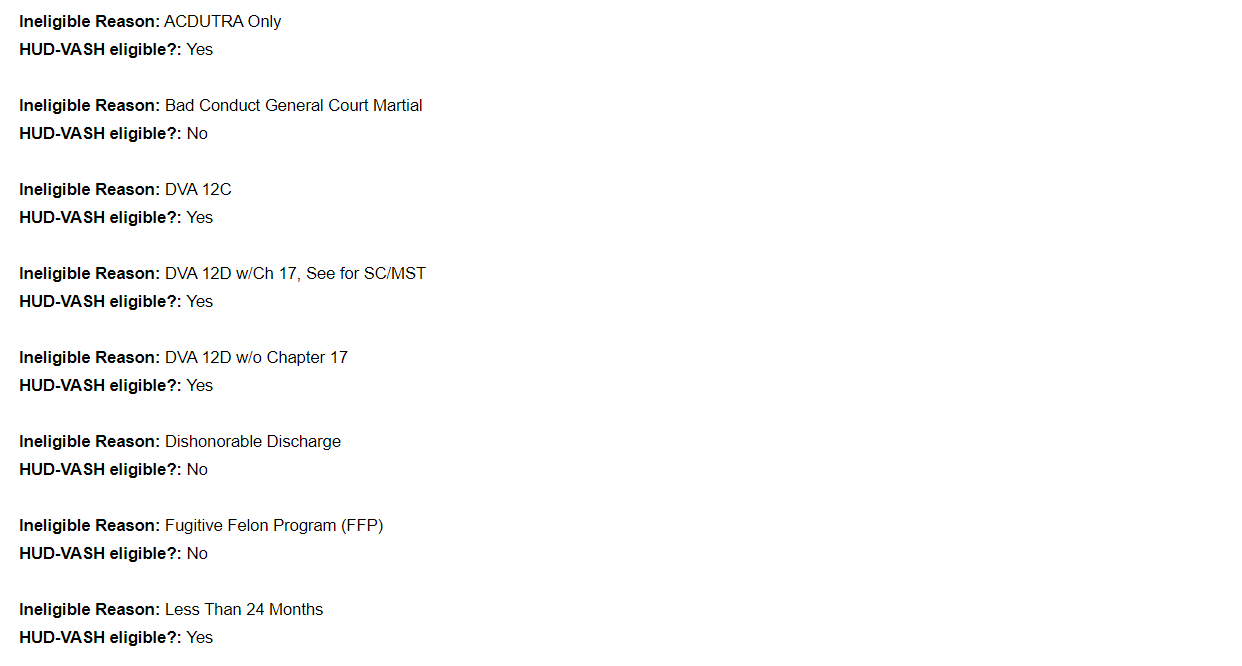 Ineligible Reason: ACDUTRA Only
HUD-VASH eligible?: Yes
Ineligible Reason: Bad Conduct General Court Martial
HUD-VASH eligible?: No
Ineligible Reason: DVA 12C
HUD-VASH eligible?: Yes
Ineligible Reason: DVA 12D w/Ch 17, See for SC/MST
HUD-VASH eligible?: Yes
Ineligible Reason: DVA 12D w/o Chapter 17
HUD-VASH eligible?: Yes
Ineligible Reason: Dishonorable Discharge
HUD-VASH eligible?: No
Ineligible Reason: Fugitive Felon Program (FFP)
HUD-VASH eligible?: No
Ineligible Reason: Less Than 24 Months
HUD-VASH eligible?: Yes